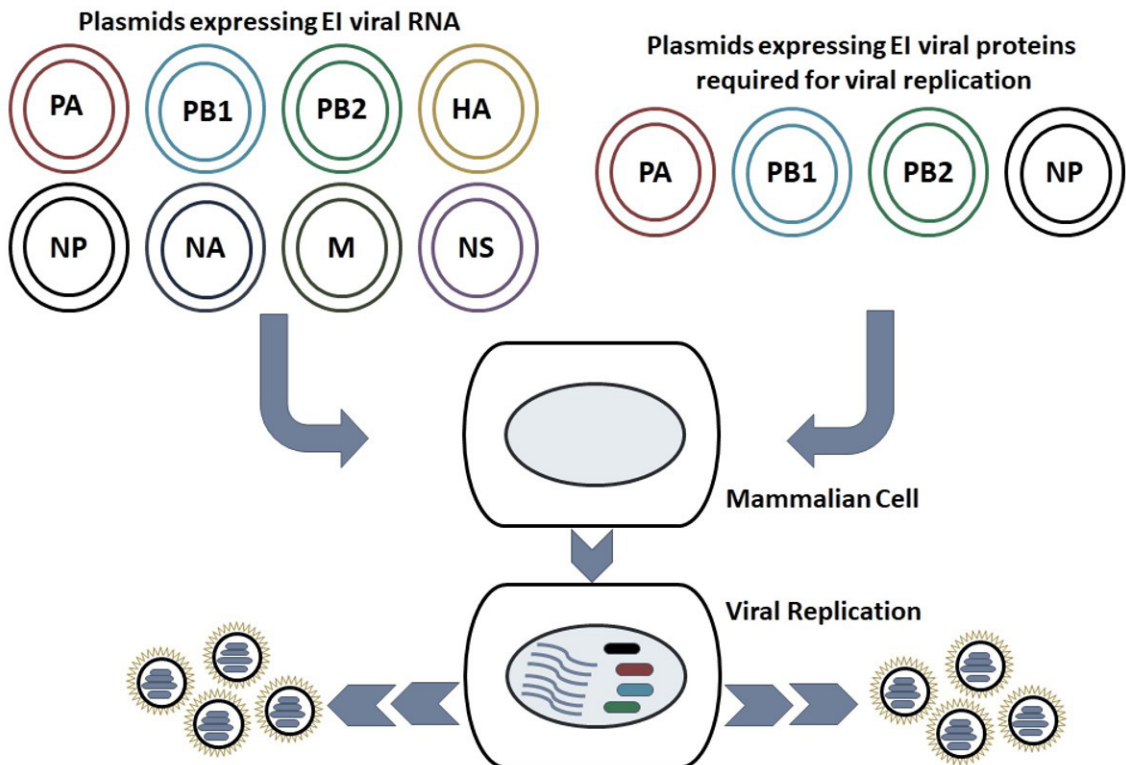 Plasmids expressing EI viral RNA
PA
PB1
PB2
HA
NP
NA
M
NS
Plasmids expressing EI viral proteins
required for viral replication
PA
PB1
PB2
NP
Mammalian Cell
Viral Replication